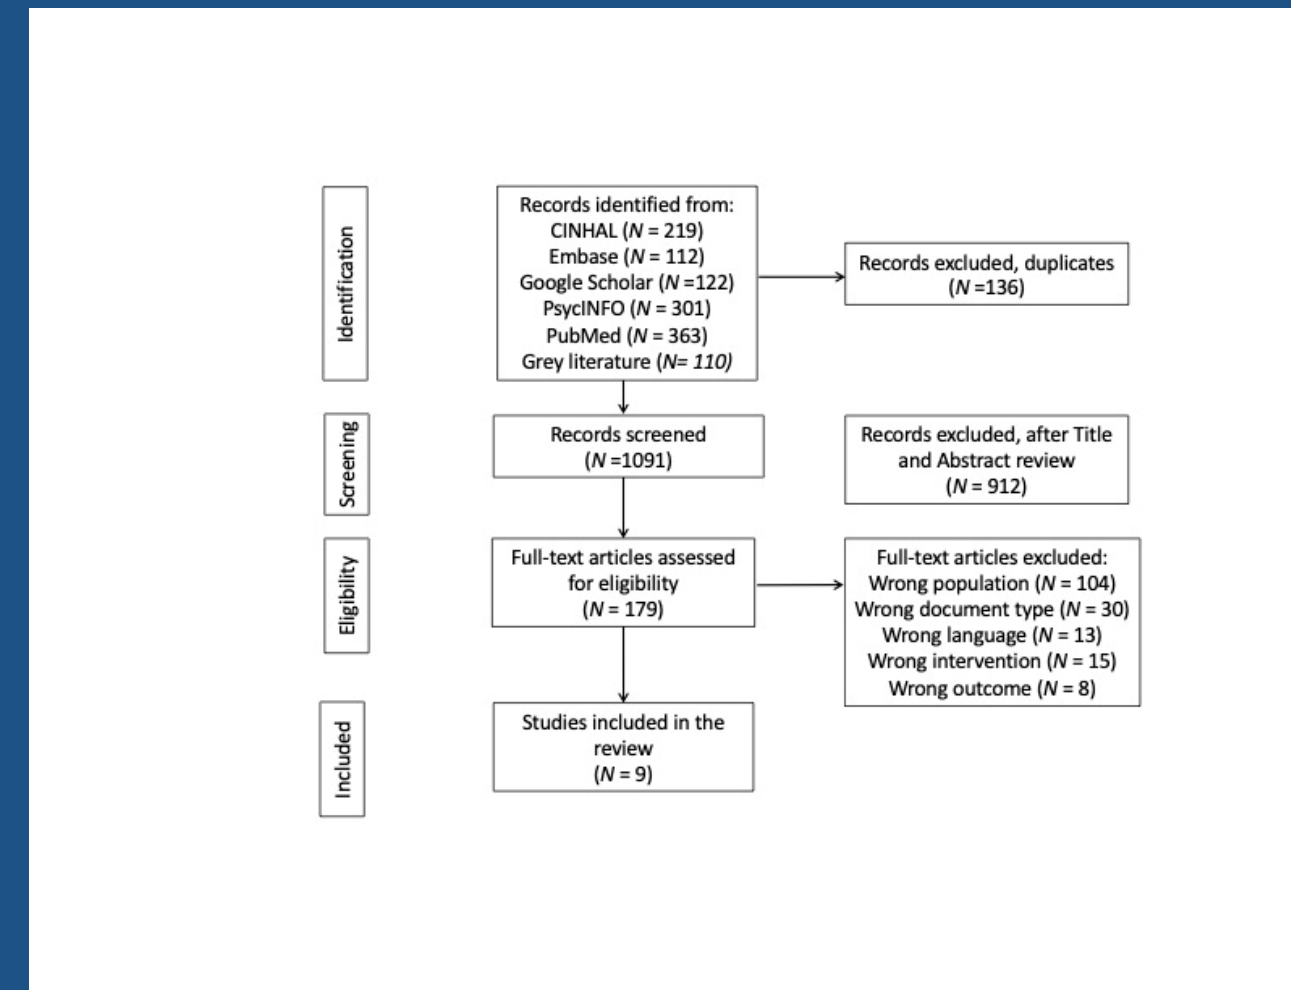 Identification
Records identified from:
CINHAL (N = 219)
Embase (N = 112)
Google Scholar (N =122)
PsycINFO (N = 301)
PubMed (N = 363)
Grey literature (N= 110)
Records excluded, duplicates
(N =136)
Screening
Records screened
(N =1091)
Records excluded, after Title
and Abstract review
(N = 912)
Eligibility
Full-text articles assessed
for eligibility
(N = 179)
Full-text articles excluded:
Wrong population (N = 104)
Wrong document type (N = 30)
Wrong language (N = 13)
Wrong intervention (N = 15)
Wrong outcome (N = 8)
Included
Studies included in the
review
(N = 9)